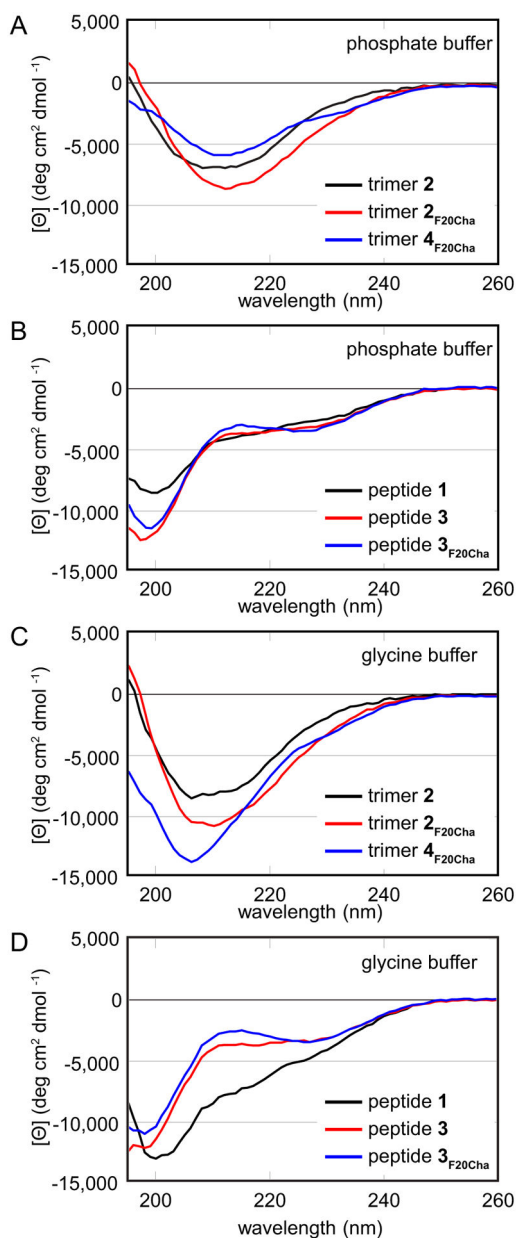 A
phosphate buffer
5,000
0
-5,000
-10,000
-15,000
[Θ] (deg cm² dmol ⁻¹)
trimer 2
trimer 2F20Cha
trimer 4F20Cha
200 220 240 260
wavelength (nm)
B
phosphate buffer
5,000
0
-5,000
-10,000
-15,000
[Θ] (deg cm² dmol ⁻¹)
peptide 1
peptide 3
peptide 3F20Cha
200 220 240 260
wavelength (nm)
C
glycine buffer
5,000
0
-5,000
-10,000
-15,000
[Θ] (deg cm² dmol ⁻¹)
trimer 2
trimer 2F20Cha
trimer 4F20Cha
200 220 240 260
wavelength (nm)
D
glycine buffer
5,000
0
-5,000
-10,000
-15,000
[Θ] (deg cm² dmol ⁻¹)
peptide 1
peptide 3
peptide 3F20Cha
200 220 240 260
wavelength (nm)